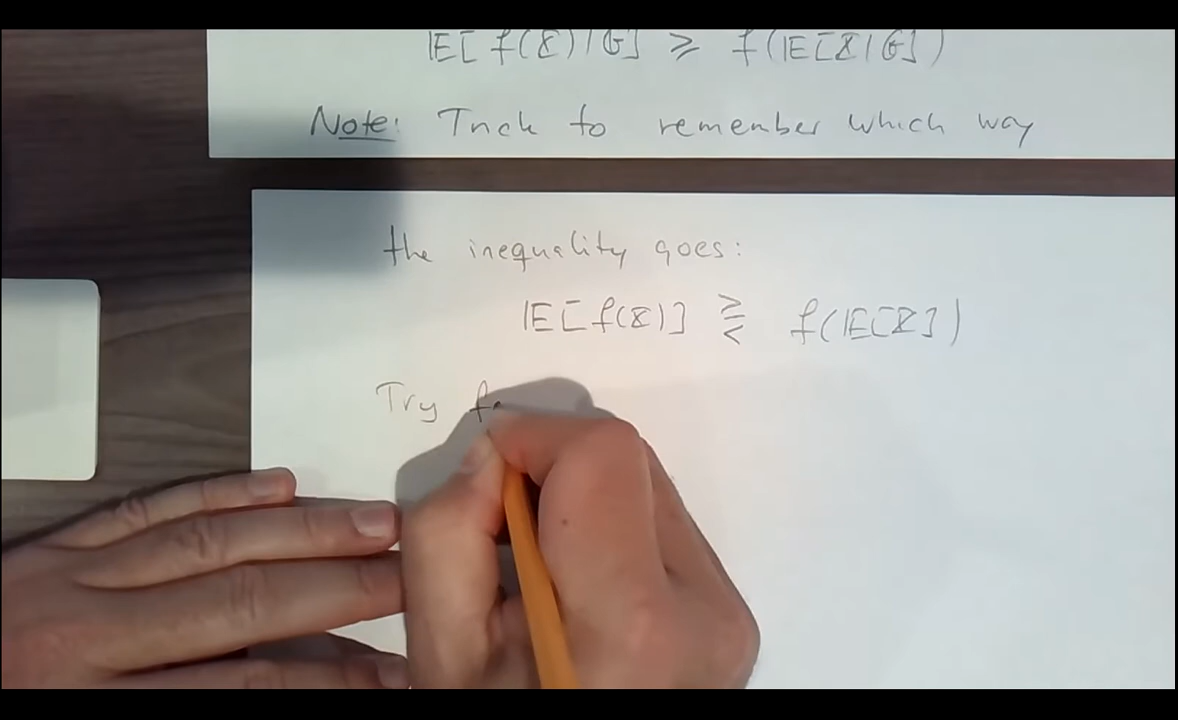 𝔼[f(X)|G] ⩾ f(𝔼[X|G])
Note: Trick to remember which way
the inequality goes:
𝔼[f(X)] ⪌ f(𝔼[X])
Try